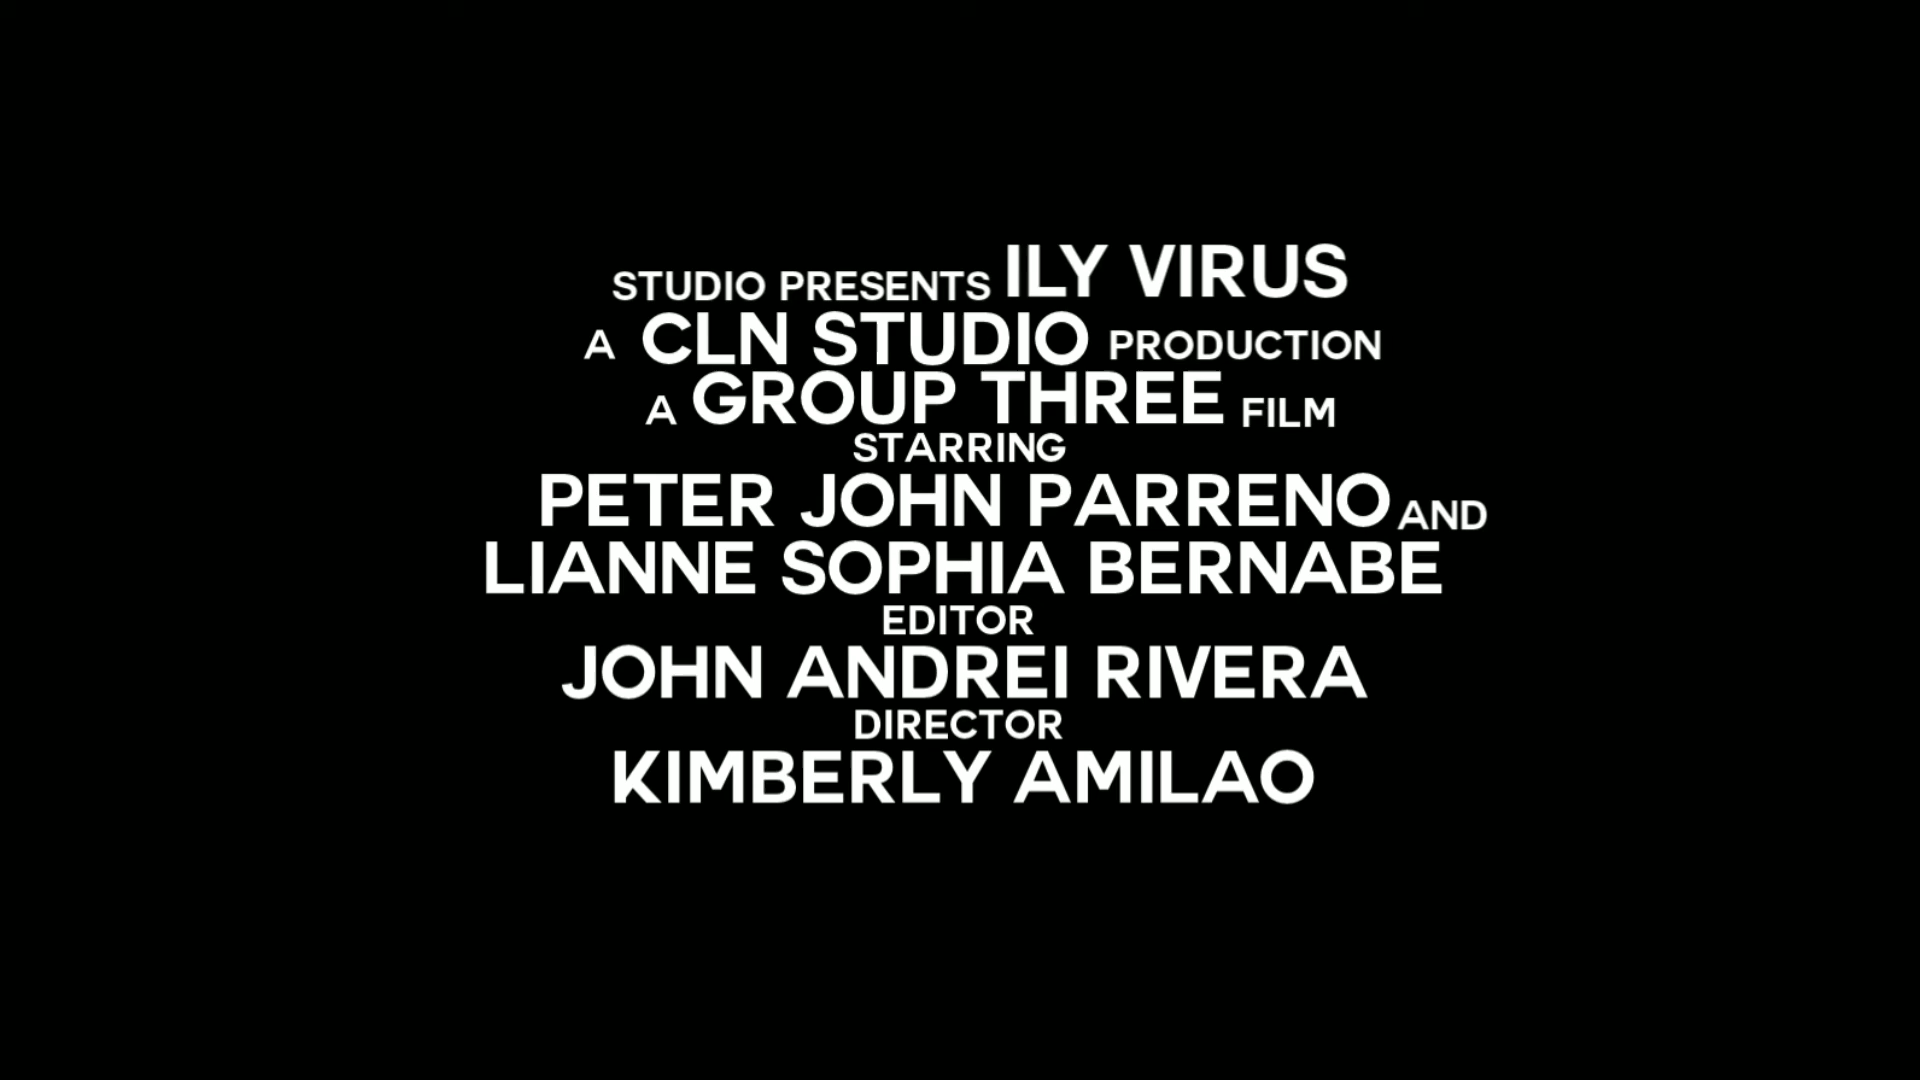 STUDIO PRESENTS ILY VIRUS
A CLN STUDIO PRODUCTION
A GROUP THREE FILM
STARRING
PETER JOHN PARRENO AND
LIANNE SOPHIA BERNABE
EDITOR
JOHN ANDREI RIVERA
DIRECTOR
KIMBERLY AMILAO